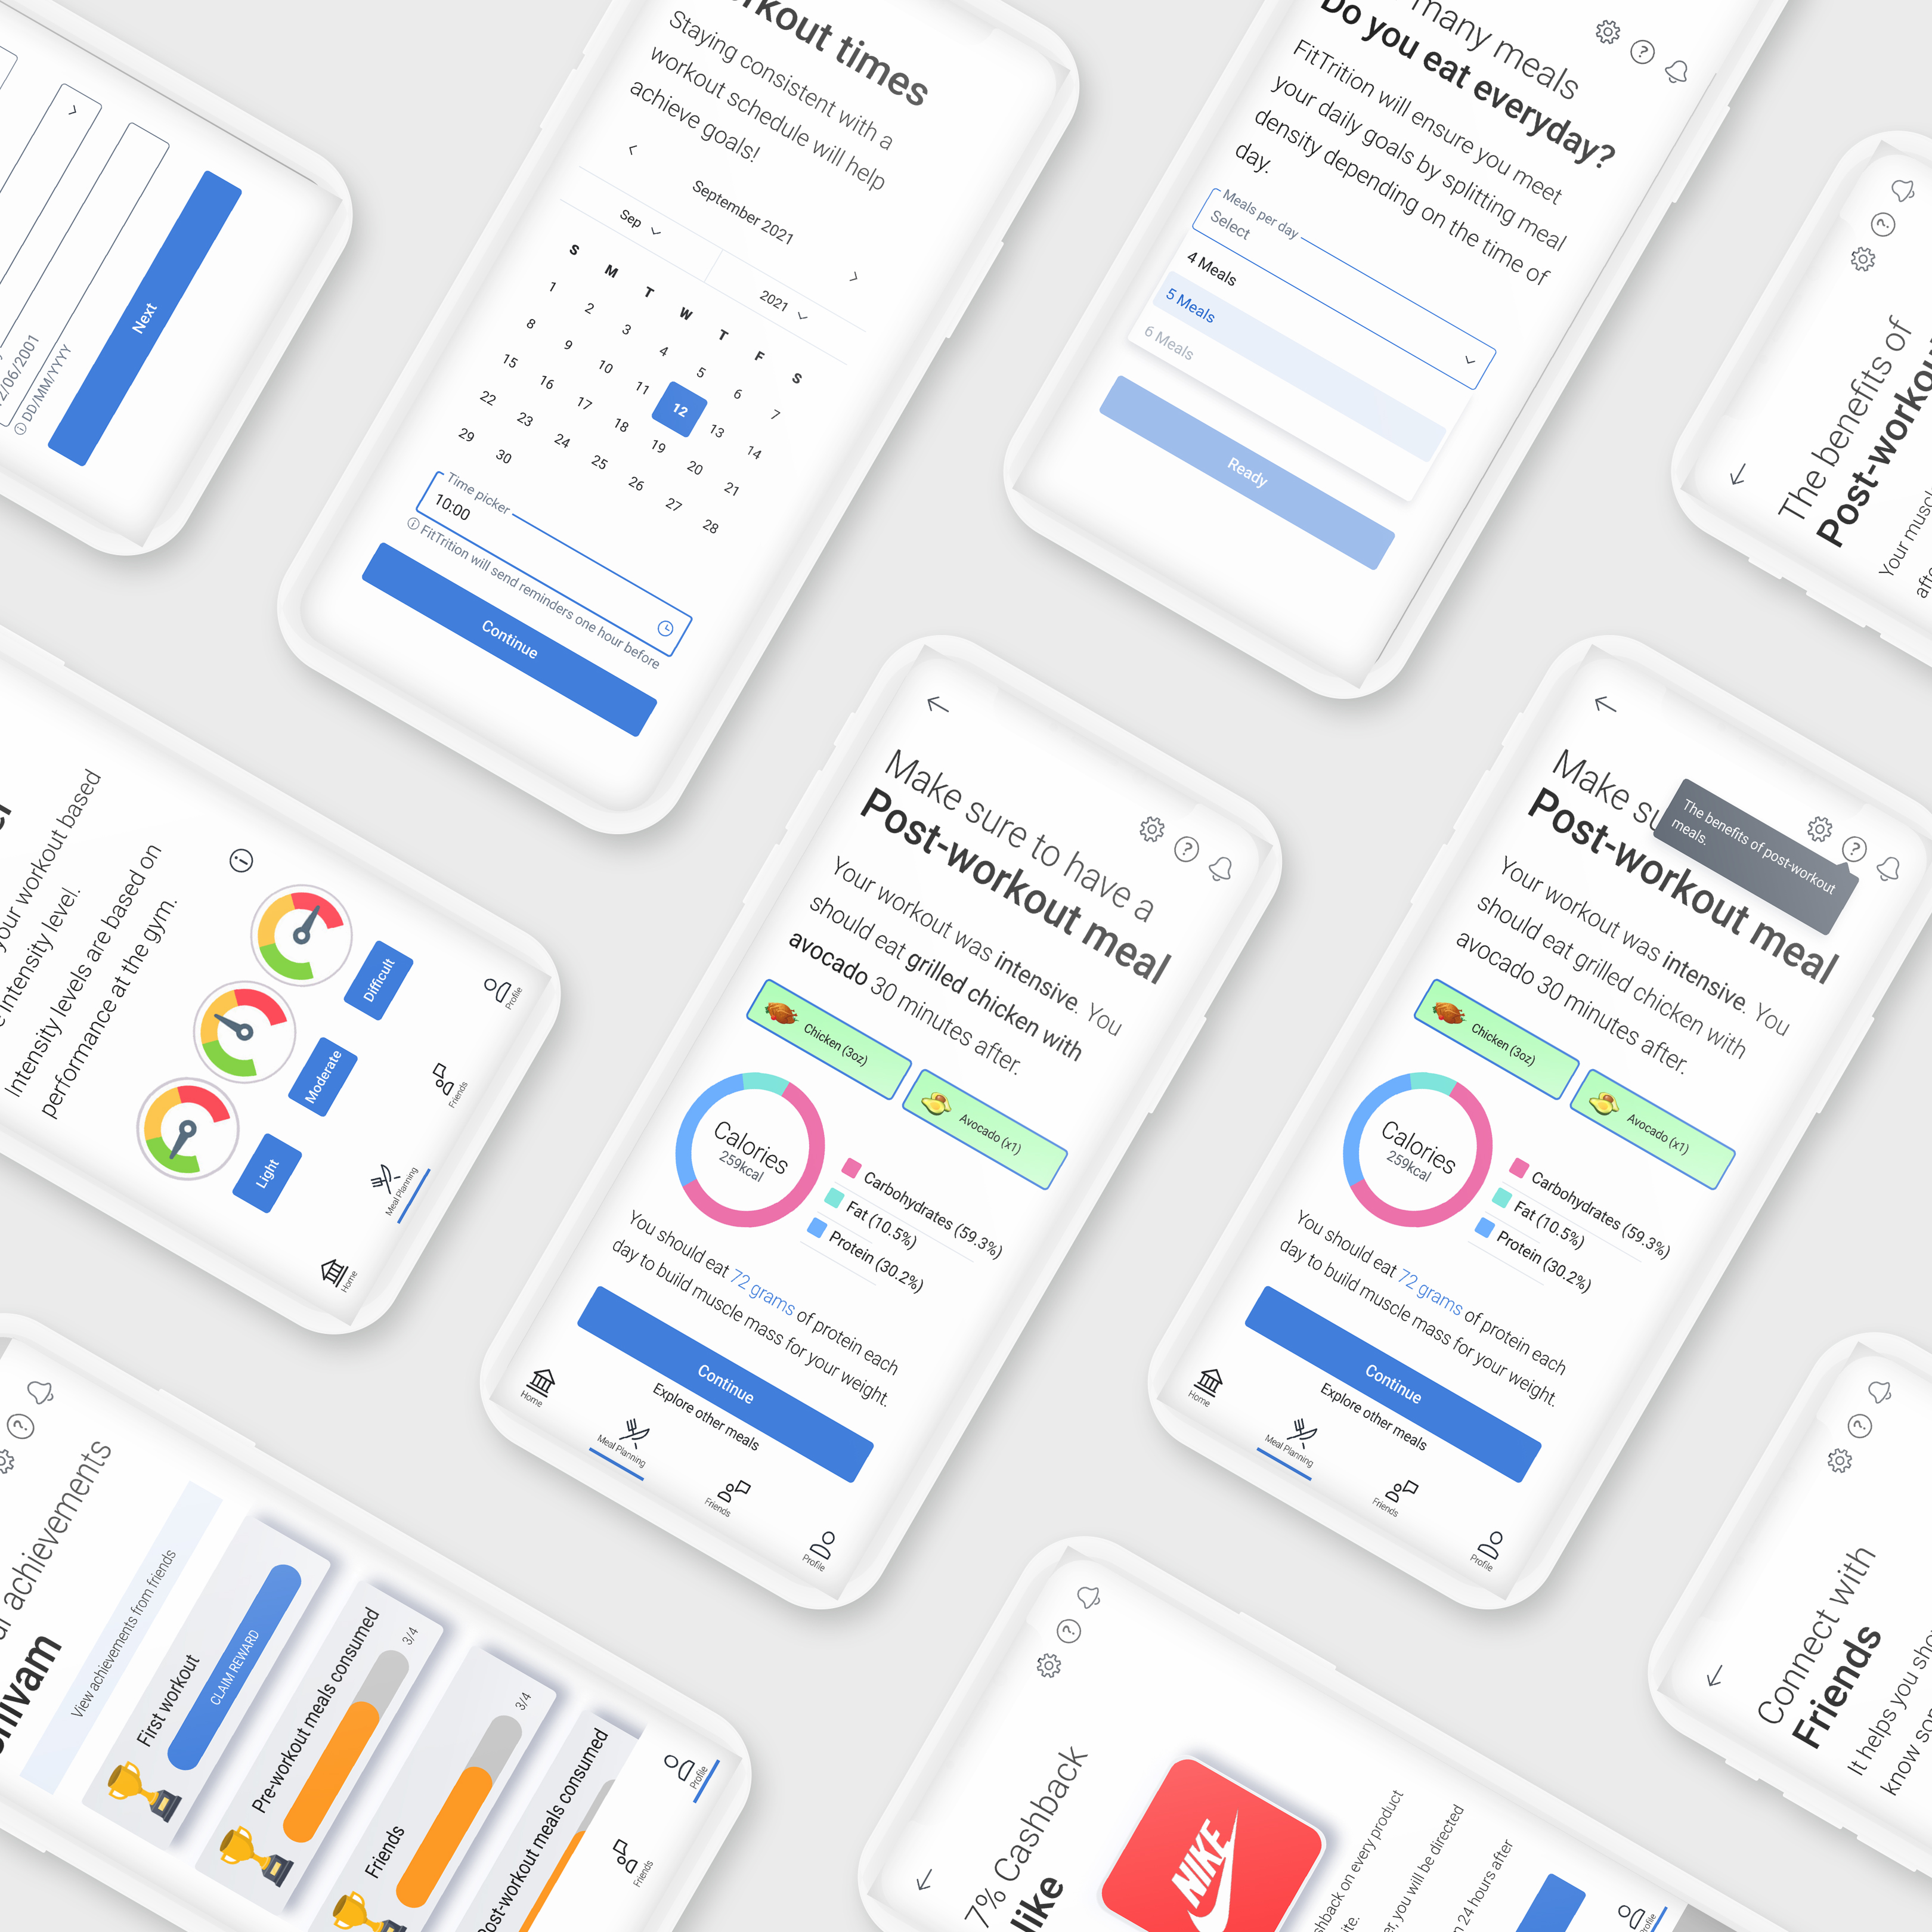 2/06/2001
DD/MM/YYYY
Next
workout times
Staying consistent with a
workout schedule will help
achieve goals!
September 2021
Sep
2021
S M T W T F S
1 2 3 4 5 6 7
8 9 10 11 12 13 14
15 16 17 18 19 20 21
22 23 24 25 26 27 28
29 30
Time picker
10:00
FitTrition will send reminders one hour before
Continue
many meals
Do you eat everyday?
FitTrition will ensure you meet
your daily goals by splitting meal
density depending on the time of
day.
Meals per day
Select
4 Meals
5 Meals
6 Meals
Ready
The benefits of
Post-workout
Your muscl
afte
your workout based
intensity level.
Intensity levels are based on
performance at the gym.
Difficult
Moderate
Light
Profile
Friends
Meal Planning
Home
Make sure to have a
Post-workout meal
Your workout was intensive. You
should eat grilled chicken with
avocado 30 minutes after.
Chicken (3oz)
Avocado (x1)
Calories
259kcal
Carbohydrates (59.3%)
Fat (10.5%)
Protein (30.2%)
You should eat 72 grams of protein each
day to build muscle mass for your weight.
Continue
Explore other meals
Home
Meal Planning
Friends
Profile
Make su
The benefits of post-workout
meals.
Post-workout meal
Your workout was intensive. You
should eat grilled chicken with
avocado 30 minutes after.
Chicken (3oz)
Avocado (x1)
Calories
259kcal
Carbohydrates (59.3%)
Fat (10.5%)
Protein (30.2%)
You should eat 72 grams of protein each
day to build muscle mass for your weight.
Continue
Explore other meals
Home
Meal Planning
Friends
Profile
achievements
hivam
View achievements from friends
First workout
CLAIM REWARD
Pre-workout meals consumed
3/4
Friends
3/4
Post-workout meals consumed
Profile
Friends
7% Cashback
like
NIKE
hback on every product
ite.
er, you will be directed
24 hours after
Profile
Connect with
Friends
It helps you sho
know son